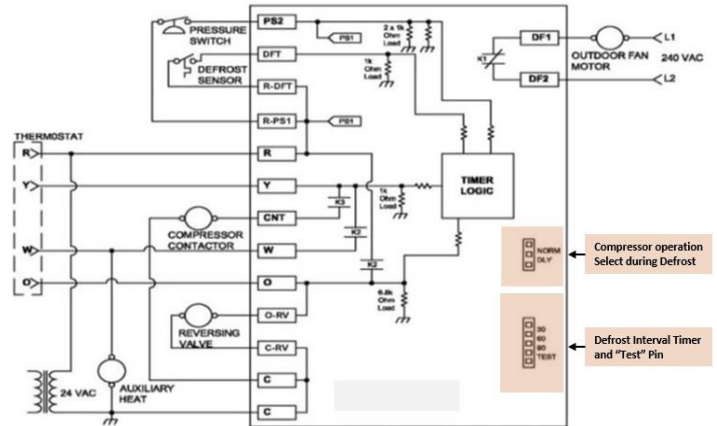 PRESSURE
SWITCH
DEFROST
SENSOR
THERMOSTAT
R
Y
W
O
COMPRESSOR
CONTACTOR
REVERSING
VALVE
AUXILIARY
HEAT
24 VAC
PS2
DFT
R-DFT
R-PS1
R
Y
CNT
W
O
O-RV
C-RV
C
C
PB1
PB1
2 x 1k
Ohm
Load
1k
Ohm
Load
1k
Ohm
Load
6.8k
Ohm
Load
K3
K2
K2
K1
TIMER
LOGIC
DF1
DF2
OUTDOOR FAN
MOTOR
L1
240 VAC
L2
NORM
DLY
Compressor operation
Select during Defrost
30
60
90
TEST
Defrost Interval Timer
and "Test" Pin